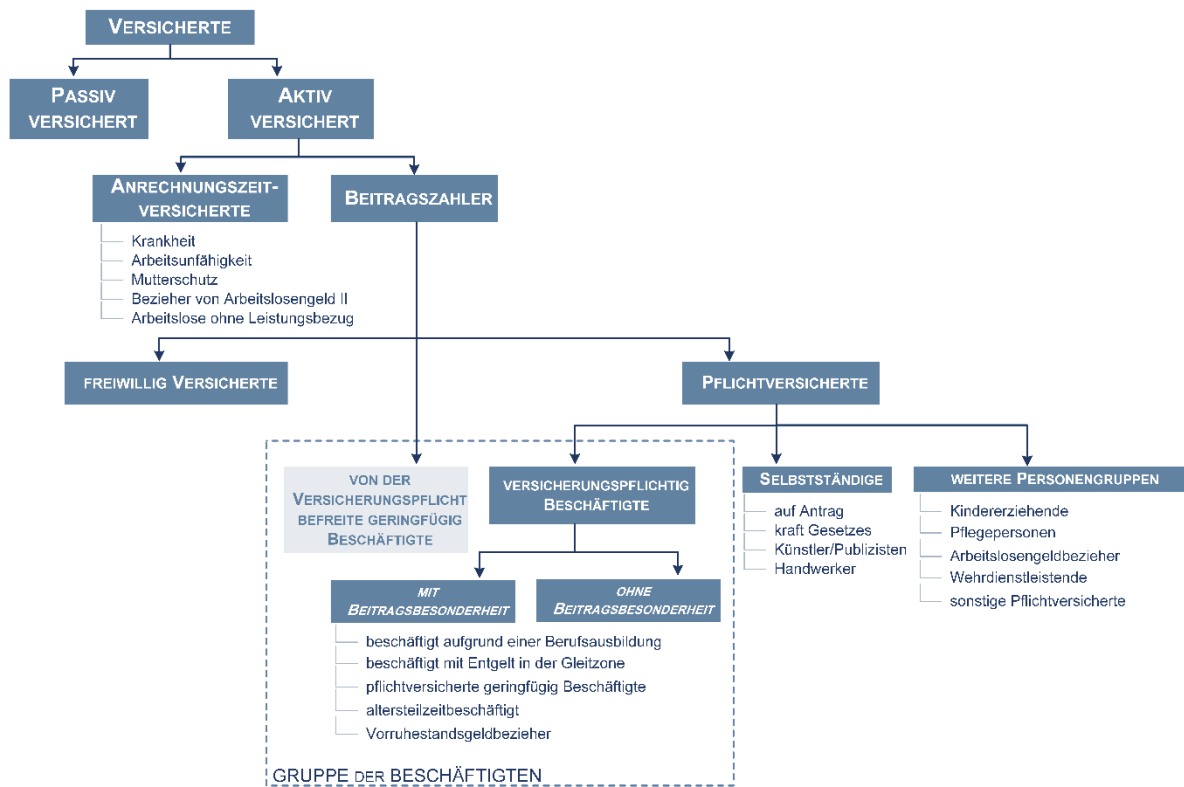 VERSICHERTE
PASSIV
VERSICHERT
AKTIV
VERSICHERT
ANRECHNUNGSZEIT-
VERSICHERTE
BEITRAGSZAHLER
Krankheit
Arbeitsunfähigkeit
Mutterschutz
Bezieher von Arbeitslosengeld II
Arbeitslose ohne Leistungsbezug
FREIWILLIG VERSICHERTE
PFLICHTVERSICHERTE
VON DER
VERSICHERUNGSPFLICHT
BEFREITE GERINGFÜGIG
BESCHÄFTIGTE
VERSICHERUNGSPFLICHTIG
BESCHÄFTIGTE
SELBSTSTÄNDIGE
auf Antrag
kraft Gesetzes
Künstler/Publizisten
Handwerker
WEITERE PERSONENGRUPPEN
Kindererziehende
Pflegepersonen
Arbeitslosengeldbezieher
Wehrdienstleistende
sonstige Pflichtversicherte
MIT
BEITRAGSBESONDERHEIT
OHNE
BEITRAGSBESONDERHEIT
beschäftigt aufgrund einer Berufsausbildung
beschäftigt mit Entgelt in der Gleitzone
pflichtversicherte geringfügig Beschäftigte
altersteilzeitbeschäftigt
Vorruhestandsgeldbezieher
GRUPPE DER BESCHÄFTIGTEN